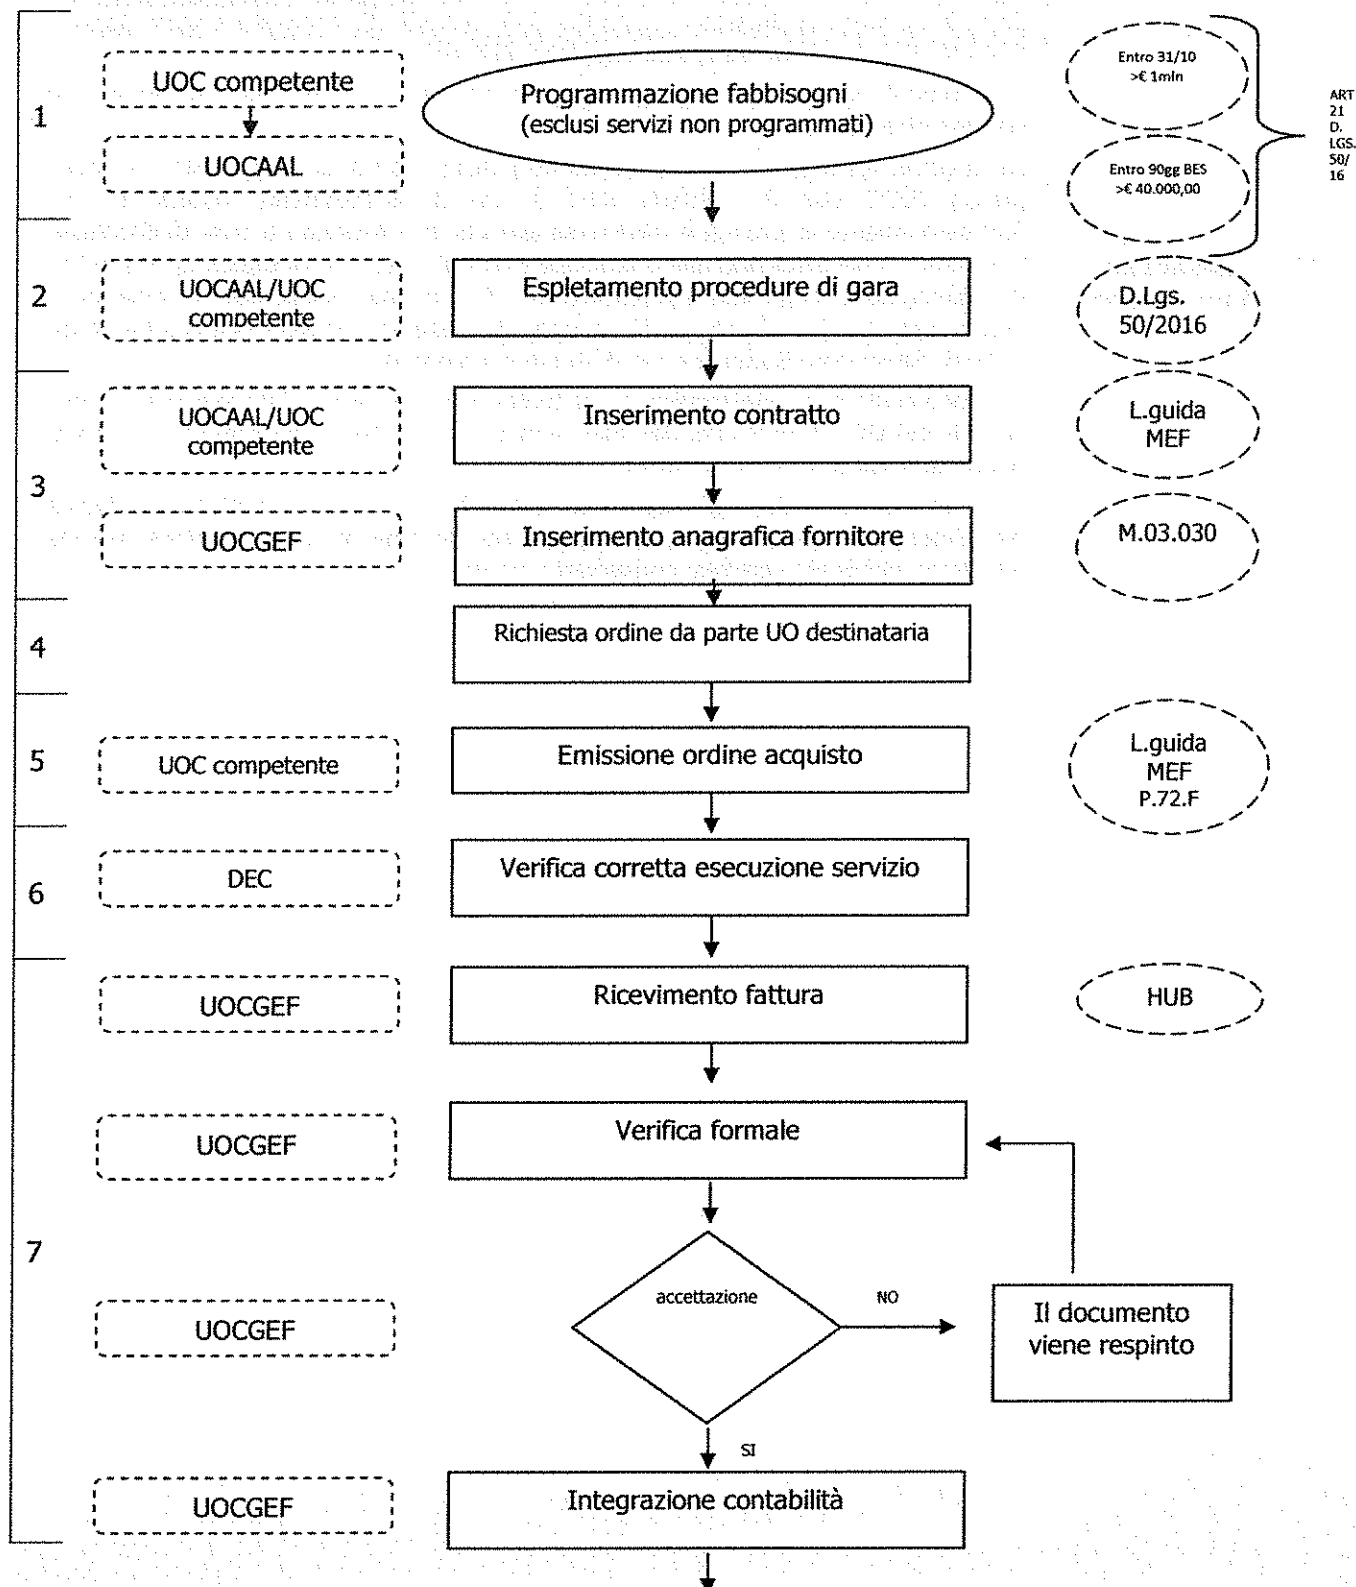 1
UOC competente
UOCAAL
Programmazione fabbisogni
(esclusi servizi non programmati)
Entro 31/10
>€ 1mln
Entro 90gg BES
>€ 40.000,00
ART
21
D.
LGS.
50/
16
2
UOCAAL/UOC
competente
Espletamento procedure di gara
D.Lgs.
50/2016
3
UOCAAL/UOC
competente
Inserimento contratto
L.guida
MEF
UOCGEF
Inserimento anagrafica fornitore
M.03.030
4
Richiesta ordine da parte UO destinataria
5
UOC competente
Emissione ordine acquisto
L.guida
MEF
P.72.F
6
DEC
Verifica corretta esecuzione servizio
7
UOCGEF
Ricevimento fattura
HUB
UOCGEF
Verifica formale
UOCGEF
accettazione
NO
Il documento
viene respinto
SI
UOCGEF
Integrazione contabilità